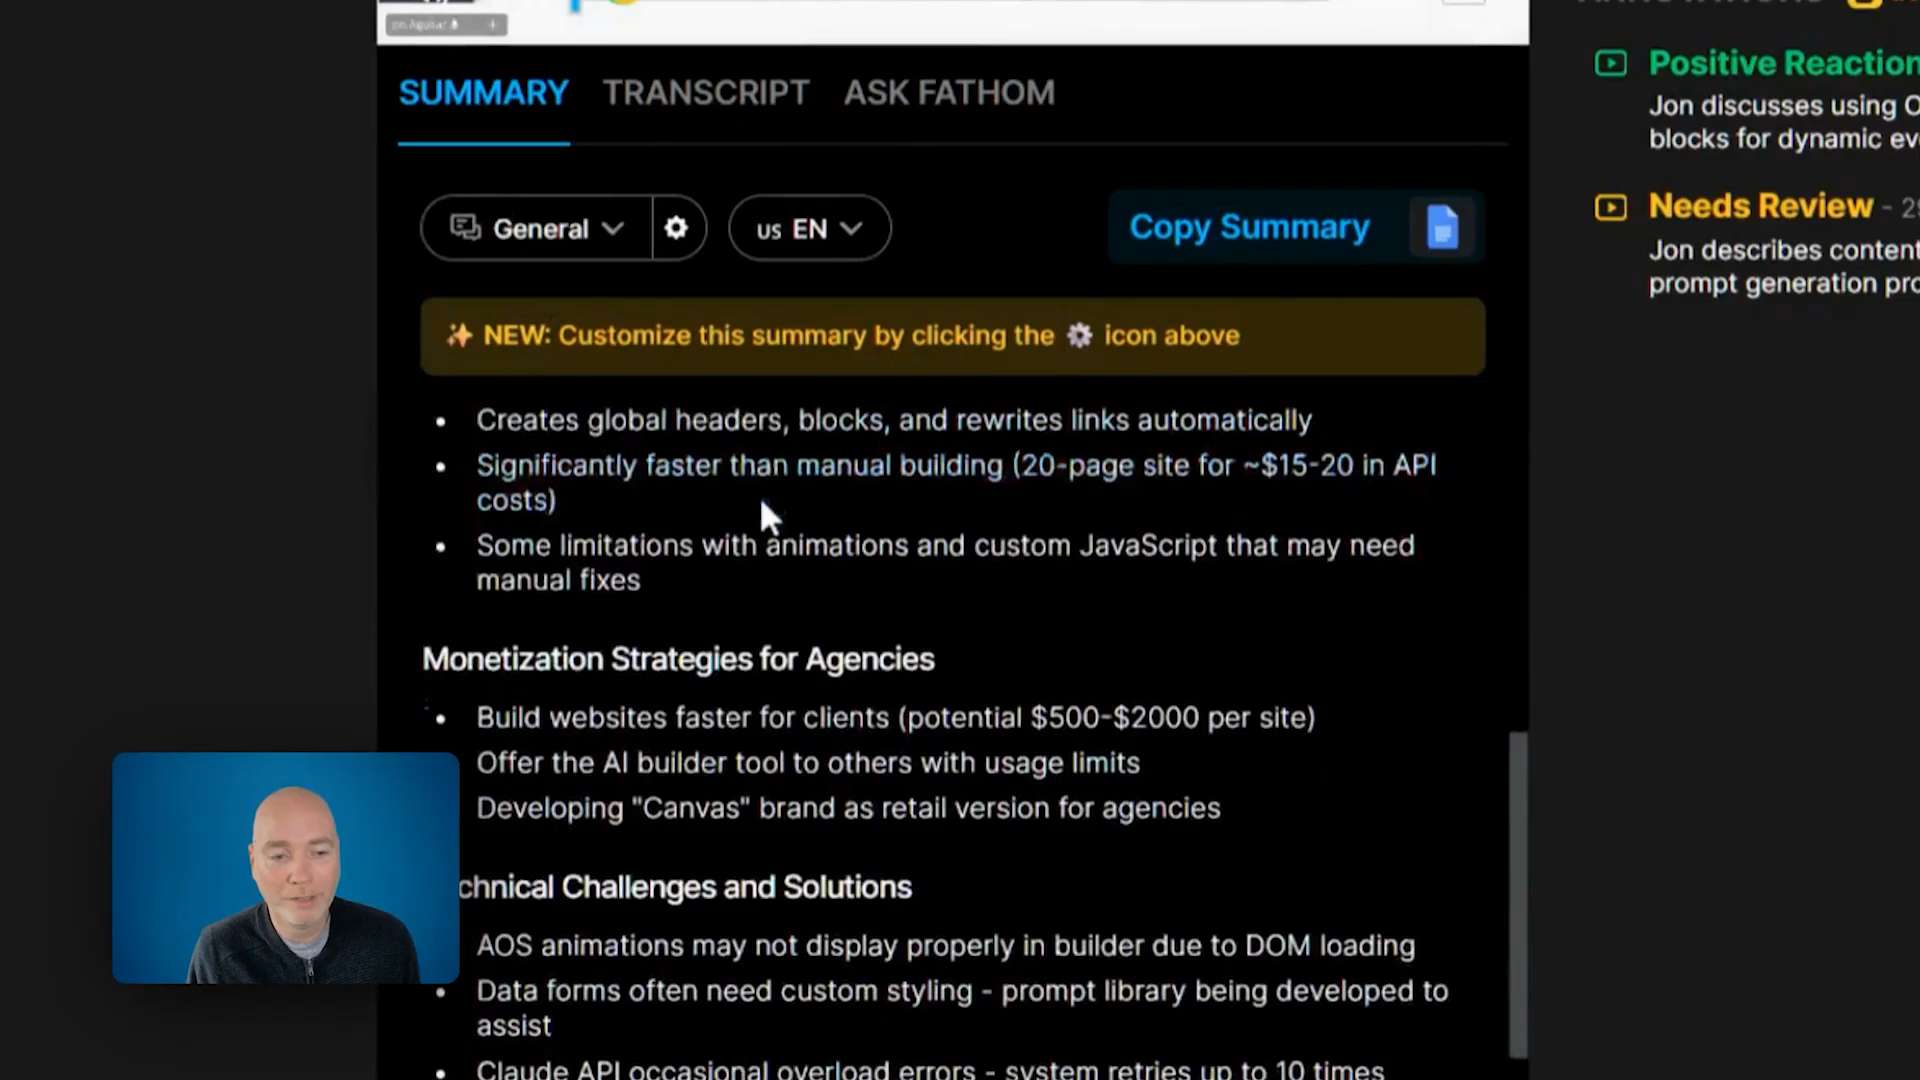 SUMMARY TRANSCRIPT ASK FATHOM
General
US EN
Copy Summary
NEW: Customize this summary by clicking the icon above
• Creates global headers, blocks, and rewrites links automatically
• Significantly faster than manual building (20-page site for ~$15-20 in API
costs)
• Some limitations with animations and custom JavaScript that may need
manual fixes
Monetization Strategies for Agencies
• Build websites faster for clients (potential $500-$2000 per site)
Offer the AI builder tool to others with usage limits
Developing "Canvas" brand as retail version for agencies
chnical Challenges and Solutions
AOS animations may not display properly in builder due to DOM loading
• Data forms often need custom styling - prompt library being developed to
assist
• Claude API occasional overload errors - system retries up to 10 times
Positive Reaction
Jon discusses using
blocks for dynamic ev
Needs Review - 2
Jon describes content
prompt generation pro